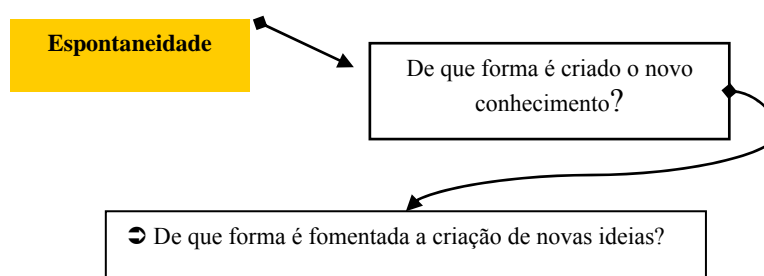 Espontaneidade
De que forma é criado o novo
conhecimento?
➲ De que forma é fomentada a criação de novas ideias?